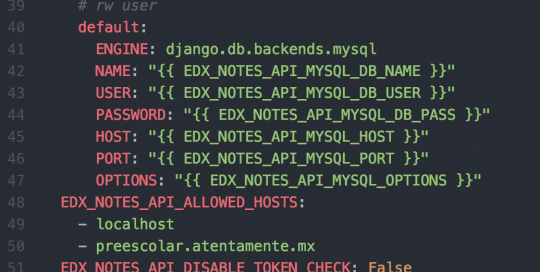 39 # rw user
40 default:
41 ENGINE: django.db.backends.mysql
42 NAME: "{{ EDX_NOTES_API_MYSQL_DB_NAME }}"
43 USER: "{{ EDX_NOTES_API_MYSQL_DB_USER }}"
44 PASSWORD: "{{ EDX_NOTES_API_MYSQL_DB_PASS }}"
45 HOST: "{{ EDX_NOTES_API_MYSQL_HOST }}"
46 PORT: "{{ EDX_NOTES_API_MYSQL_PORT }}"
47 OPTIONS: "{{ EDX_NOTES_API_MYSQL_OPTIONS }}"
48 EDX_NOTES_API_ALLOWED_HOSTS:
49 - localhost
50 - preescolar.atentamente.mx
51 EDX_NOTES_API_DISABLE_TOKEN_CHECK: False